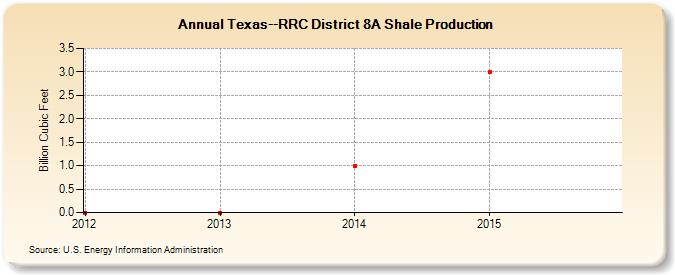 Annual Texas--RRC District 8A Shale Production
Billion Cubic Feet
3.5
3.0
2.5
2.0
1.5
1.0
0.5
0.0
2012 2013 2014 2015
Source: U.S. Energy Information Administration